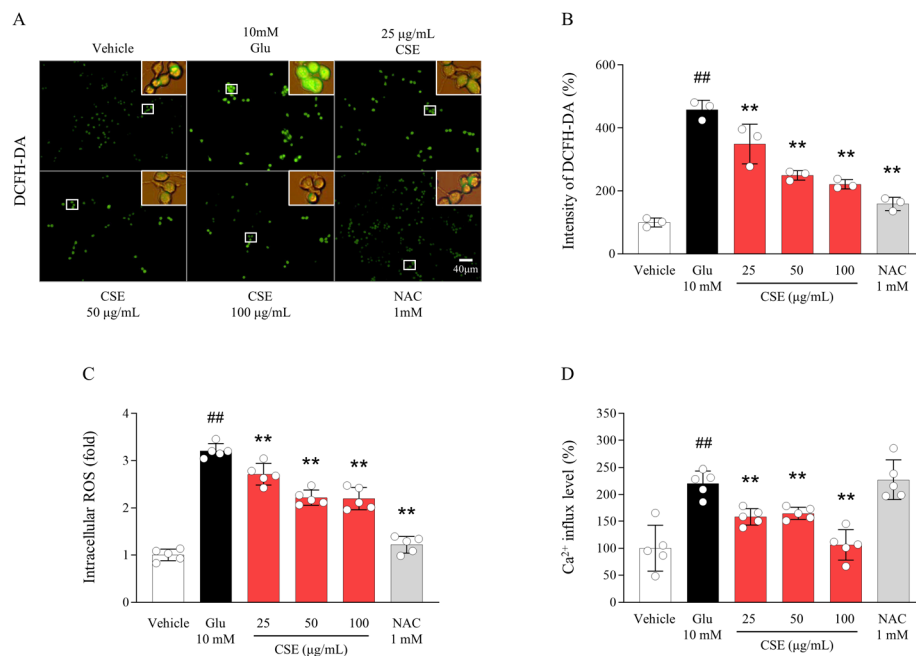 A
Vehicle
10mM
Glu
25 μg/mL
CSE
DCFH-DA
40μm
CSE
50 μg/mL
CSE
100 μg/mL
NAC
1mM
B
Intensity of DCFH-DA (%)
600
400
200
0
##
**
**
**
**
Vehicle
Glu
10 mM
25
50
100
CSE (μg/mL)
NAC
1 mM
C
Intracellular ROS (fold)
4
3
2
1
0
##
**
**
**
**
Vehicle
Glu
10 mM
25
50
100
CSE (μg/mL)
NAC
1 mM
D
Ca²⁺ influx level (%)
350
300
250
200
150
100
50
0
##
**
**
**
Vehicle
Glu
10 mM
25
50
100
CSE (μg/mL)
NAC
1 mM